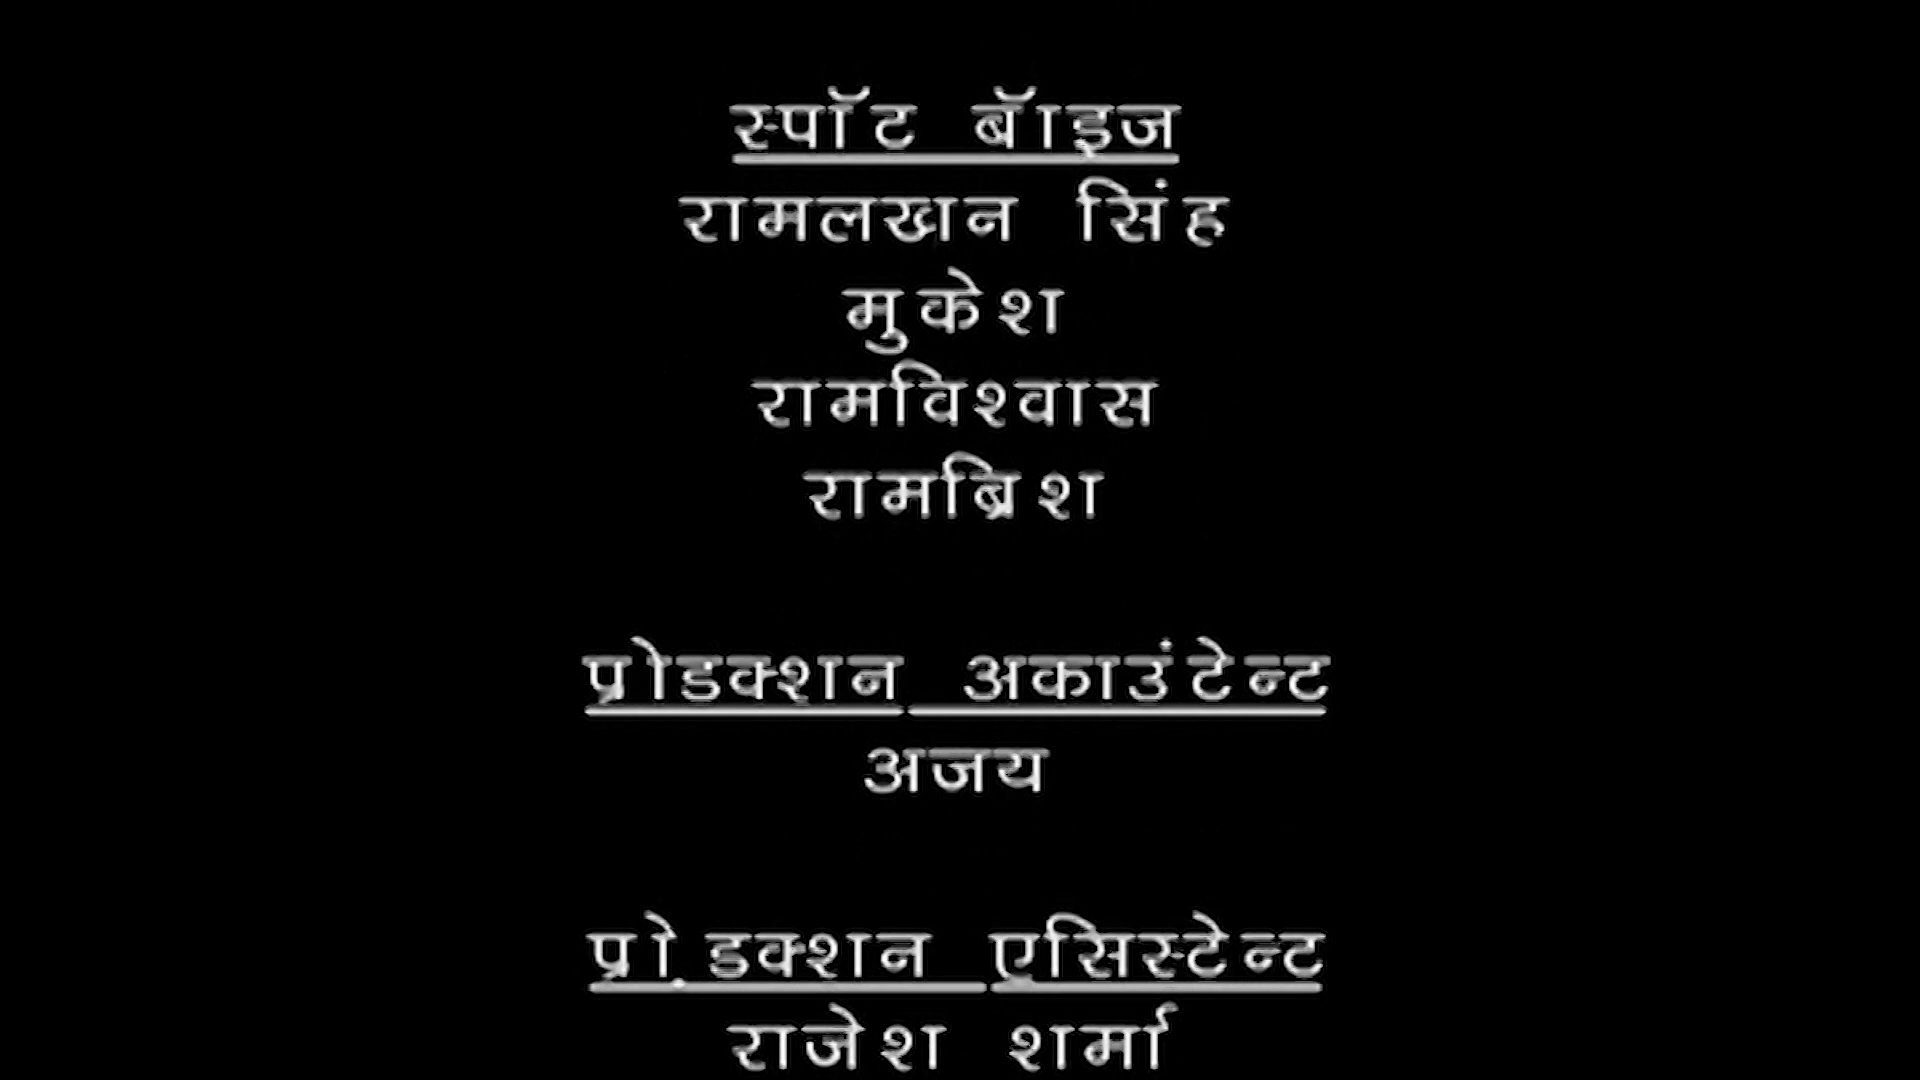 स्पॉट बॉइज
रामलखन सिंह
मुकेश
रामविश्वास
रामब्रिश
प्रोडक्शन अकाउंटेन्ट
अजय
प्रो़डक्शन एसिस्टेन्ट
राजेश शर्मा